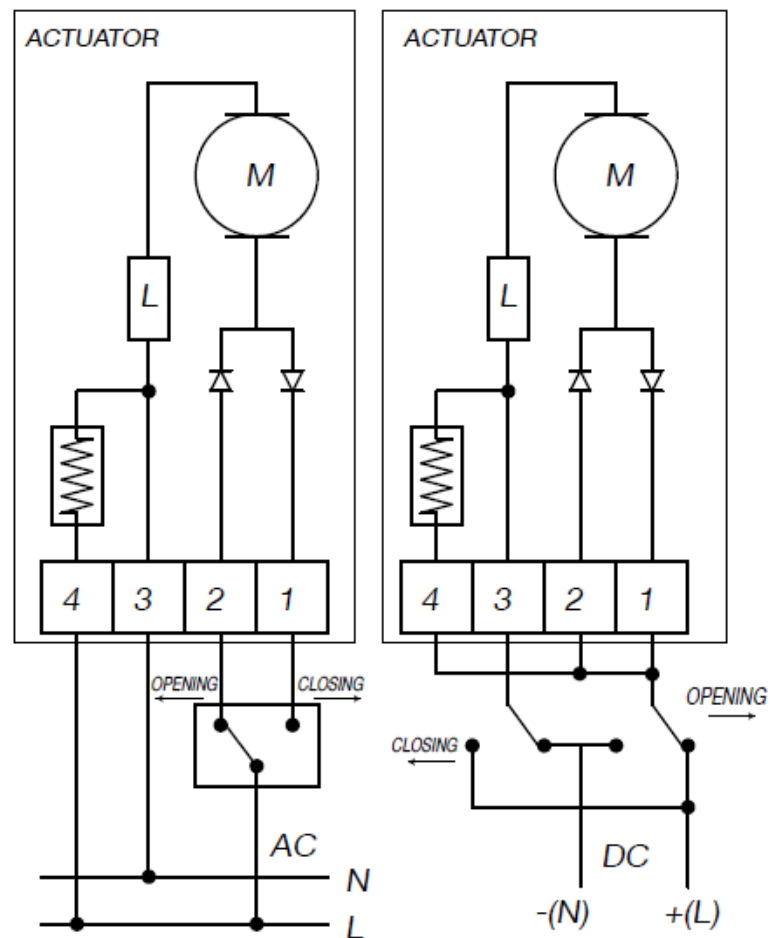 ACTUATOR
M
L
4 3 2 1
OPENING
CLOSING
AC
N
L
ACTUATOR
M
L
4 3 2 1
OPENING
CLOSING
DC
-(N)
+(L)